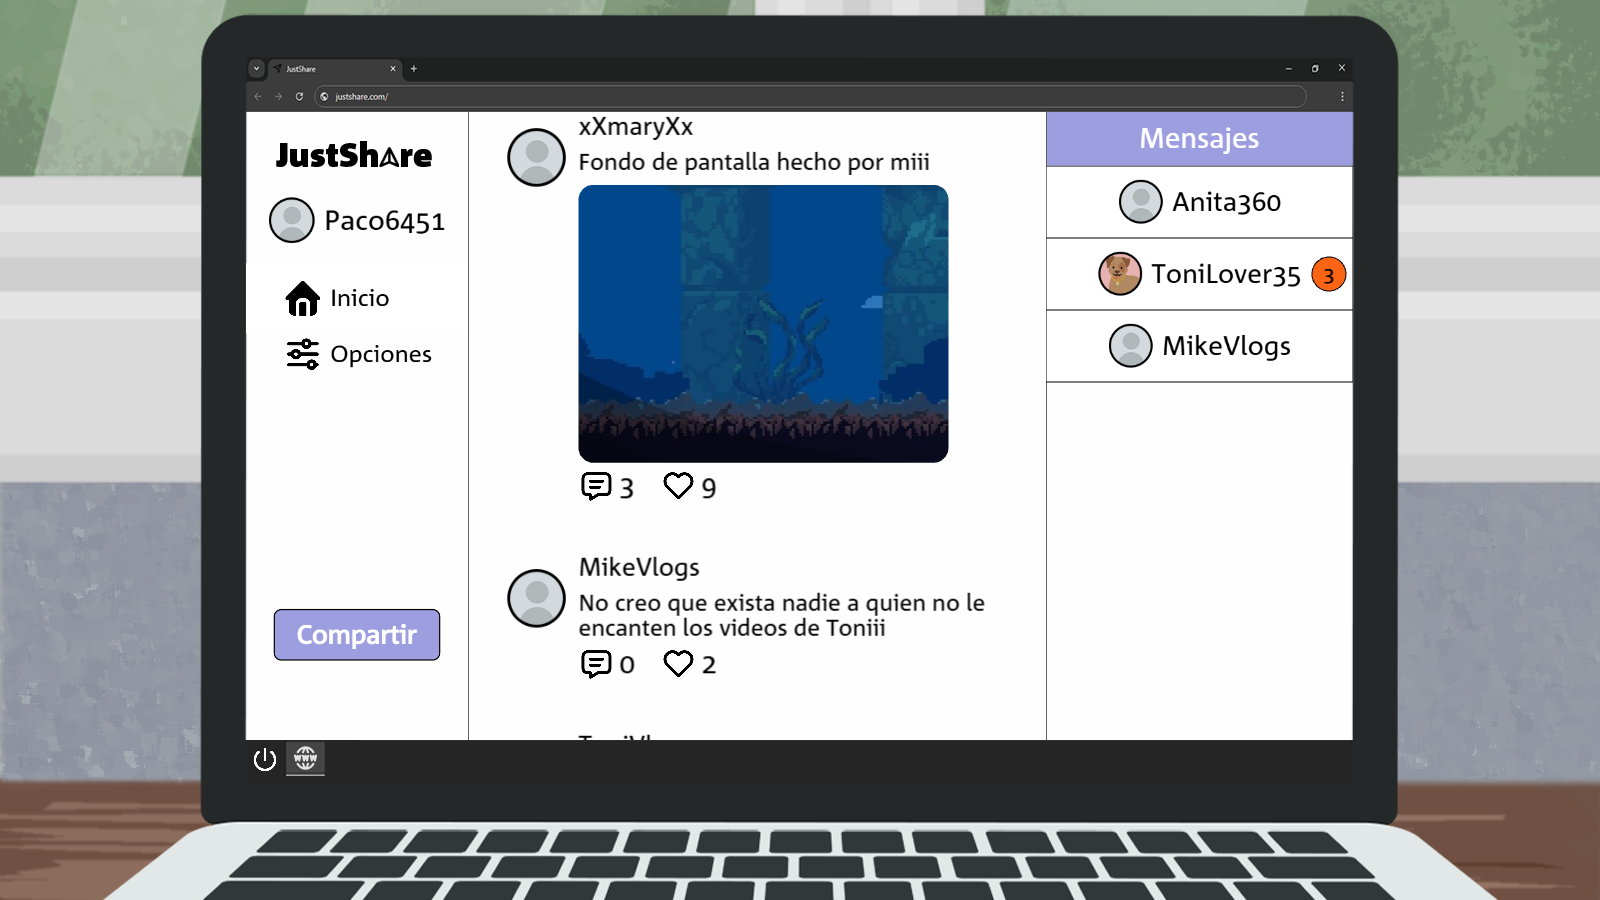 JustShare
justshare.com/
JustShare
Paco6451
Inicio
Opciones
Compartir
xXmaryXx
Fondo de pantalla hecho por miii
3 9
MikeVlogs
No creo que exista nadie a quien no le
encanten los videos de Toniii
0 2
Mensajes
Anita360
ToniLover35 3
MikeVlogs
www